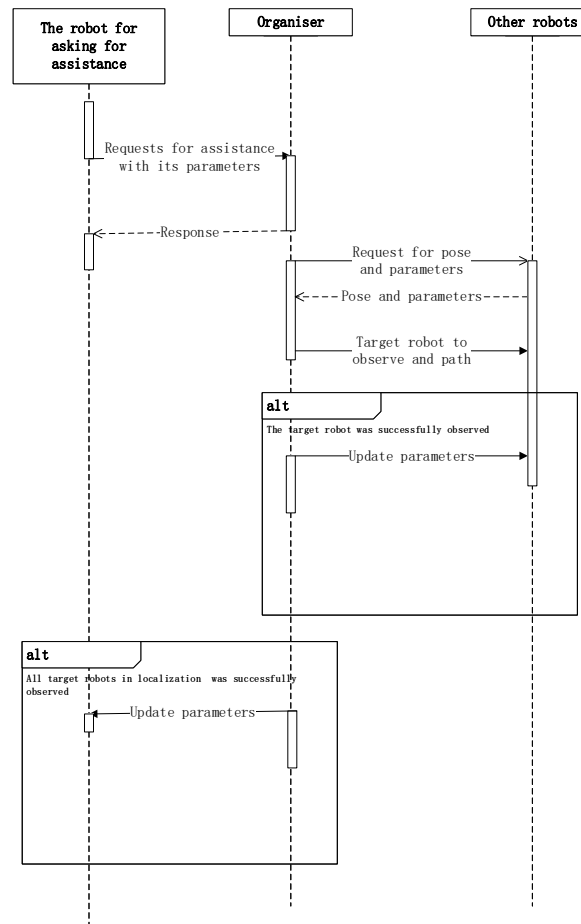 The robot for
asking for
assistance
Organiser
Other robots
Requests for assistance
with its parameters
Response
Request for pose
and parameters
Pose and parameters
Target robot to
observe and path
alt
The target robot was successfully observed
Update parameters
alt
All target robots in localization was successfully
observed
Update parameters